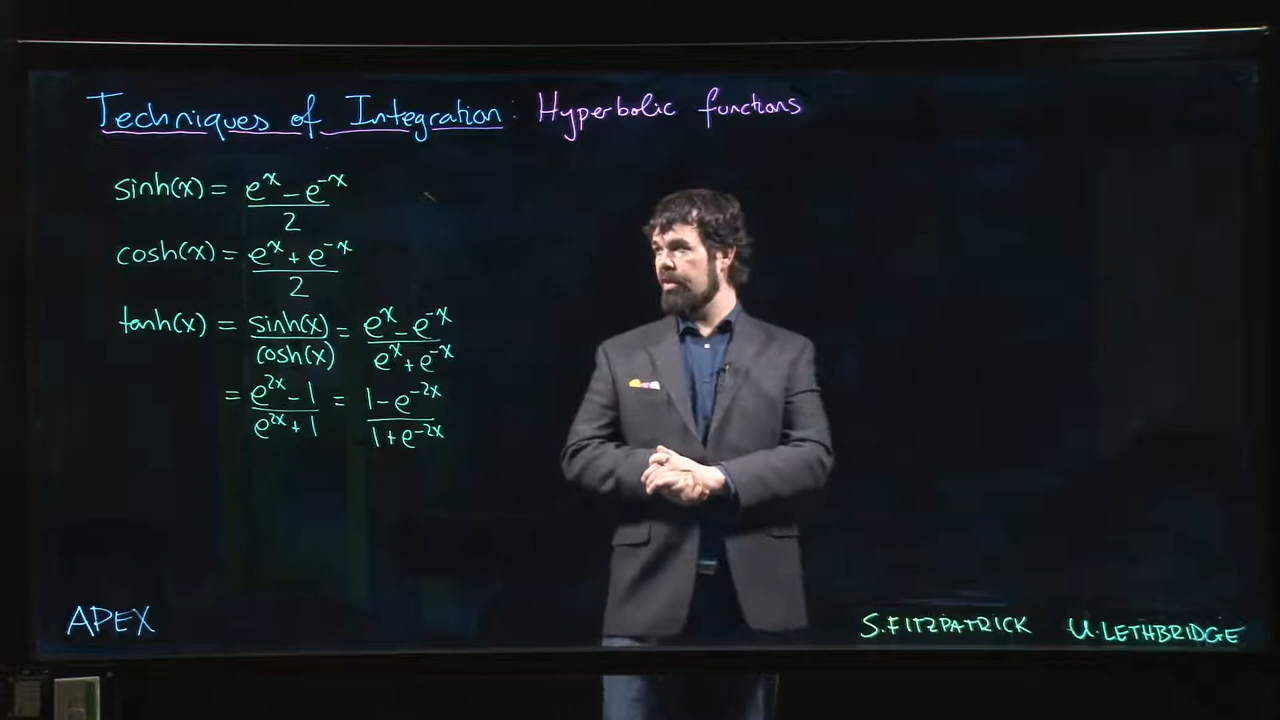 Techniques of Integration: Hyperbolic functions
sinh(x) = (e^x - e^-x)/2
cosh(x) = (e^x + e^-x)/2
tanh(x) = sinh(x)/cosh(x) = (e^x - e^-x)/(e^x + e^-x)
= (e^2x - 1)/(e^2x + 1) = (1 - e^-2x)/(1 + e^-2x)
APEX
S. FITZPATRICK U. LETHBRIDGE